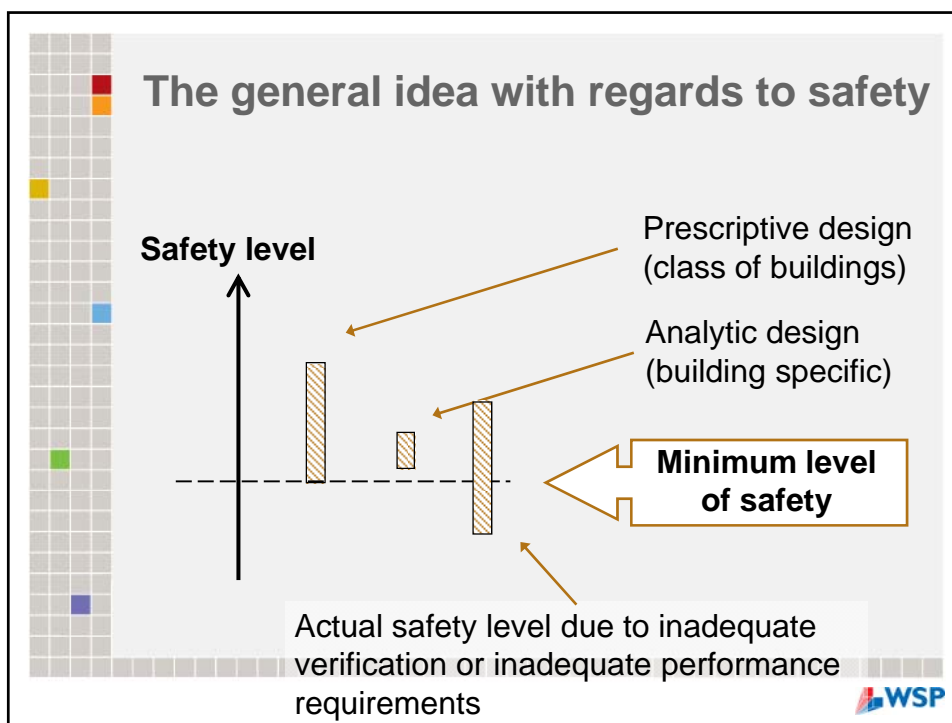 The general idea with regards to safety
Safety level
Prescriptive design
(class of buildings)
Analytic design
(building specific)
Minimum level
of safety
Actual safety level due to inadequate
verification or inadequate performance
requirements
WSP